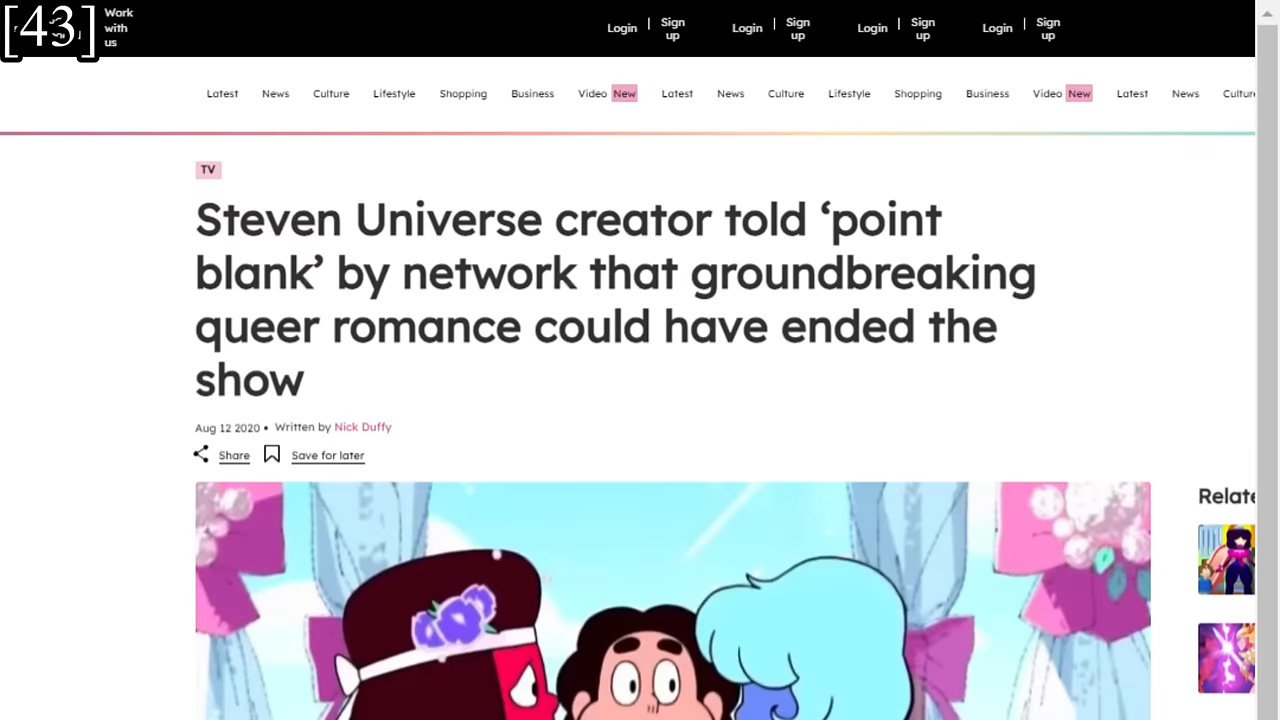 [43]
Work
with
us
Login | Sign up Login | Sign up Login | Sign up Login | Sign up
Latest News Culture Lifestyle Shopping Business Video New Latest News Culture Lifestyle Shopping Business Video New Latest News Culture
TV
Steven Universe creator told ‘point
blank’ by network that groundbreaking
queer romance could have ended the
show
Aug 12 2020 • Written by Nick Duffy
Share Save for later
Relate